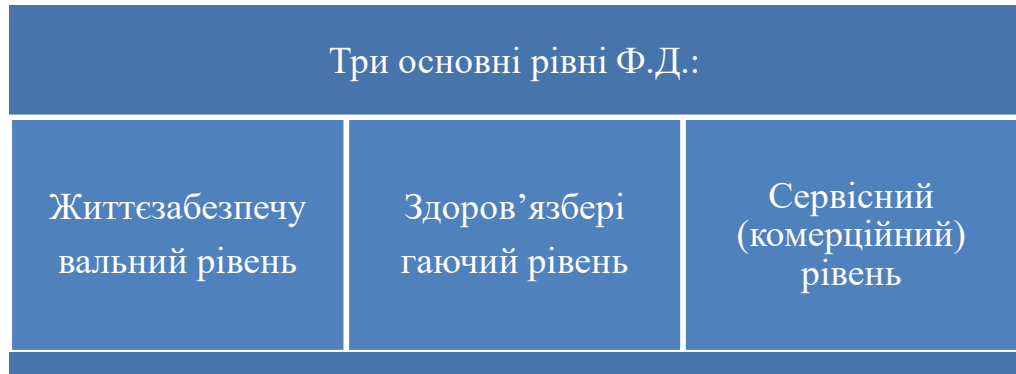 Три основні рівні Ф.Д.:
Життєзабезпечу
вальний рівень
Здоров’язбері
гаючий рівень
Сервісний
(комерційний)
рівень